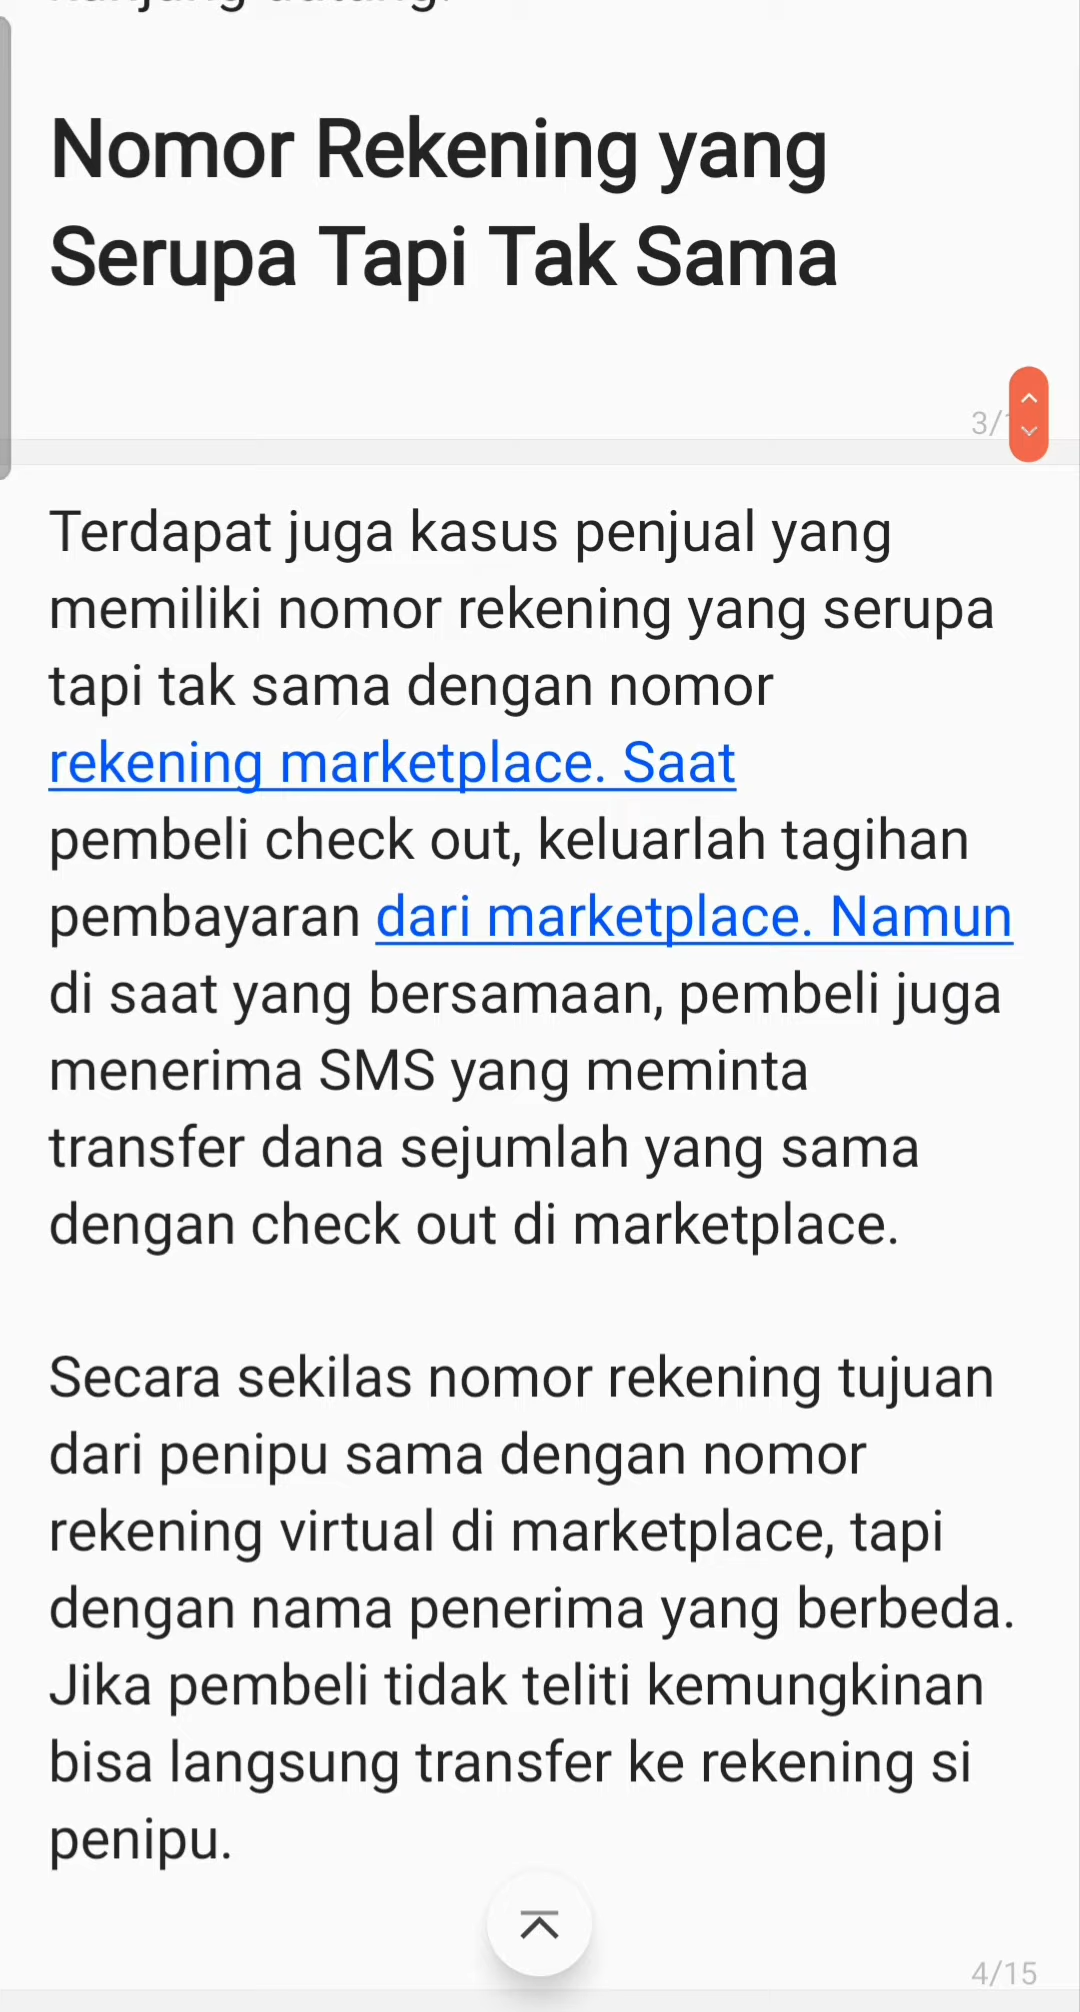 Nomor Rekening yang
Serupa Tapi Tak Sama
3/
Terdapat juga kasus penjual yang
memiliki nomor rekening yang serupa
tapi tak sama dengan nomor
rekening marketplace. Saat
pembeli check out, keluarlah tagihan
pembayaran dari marketplace. Namun
di saat yang bersamaan, pembeli juga
menerima SMS yang meminta
transfer dana sejumlah yang sama
dengan check out di marketplace.
Secara sekilas nomor rekening tujuan
dari penipu sama dengan nomor
rekening virtual di marketplace, tapi
dengan nama penerima yang berbeda.
Jika pembeli tidak teliti kemungkinan
bisa langsung transfer ke rekening si
penipu.
4/15